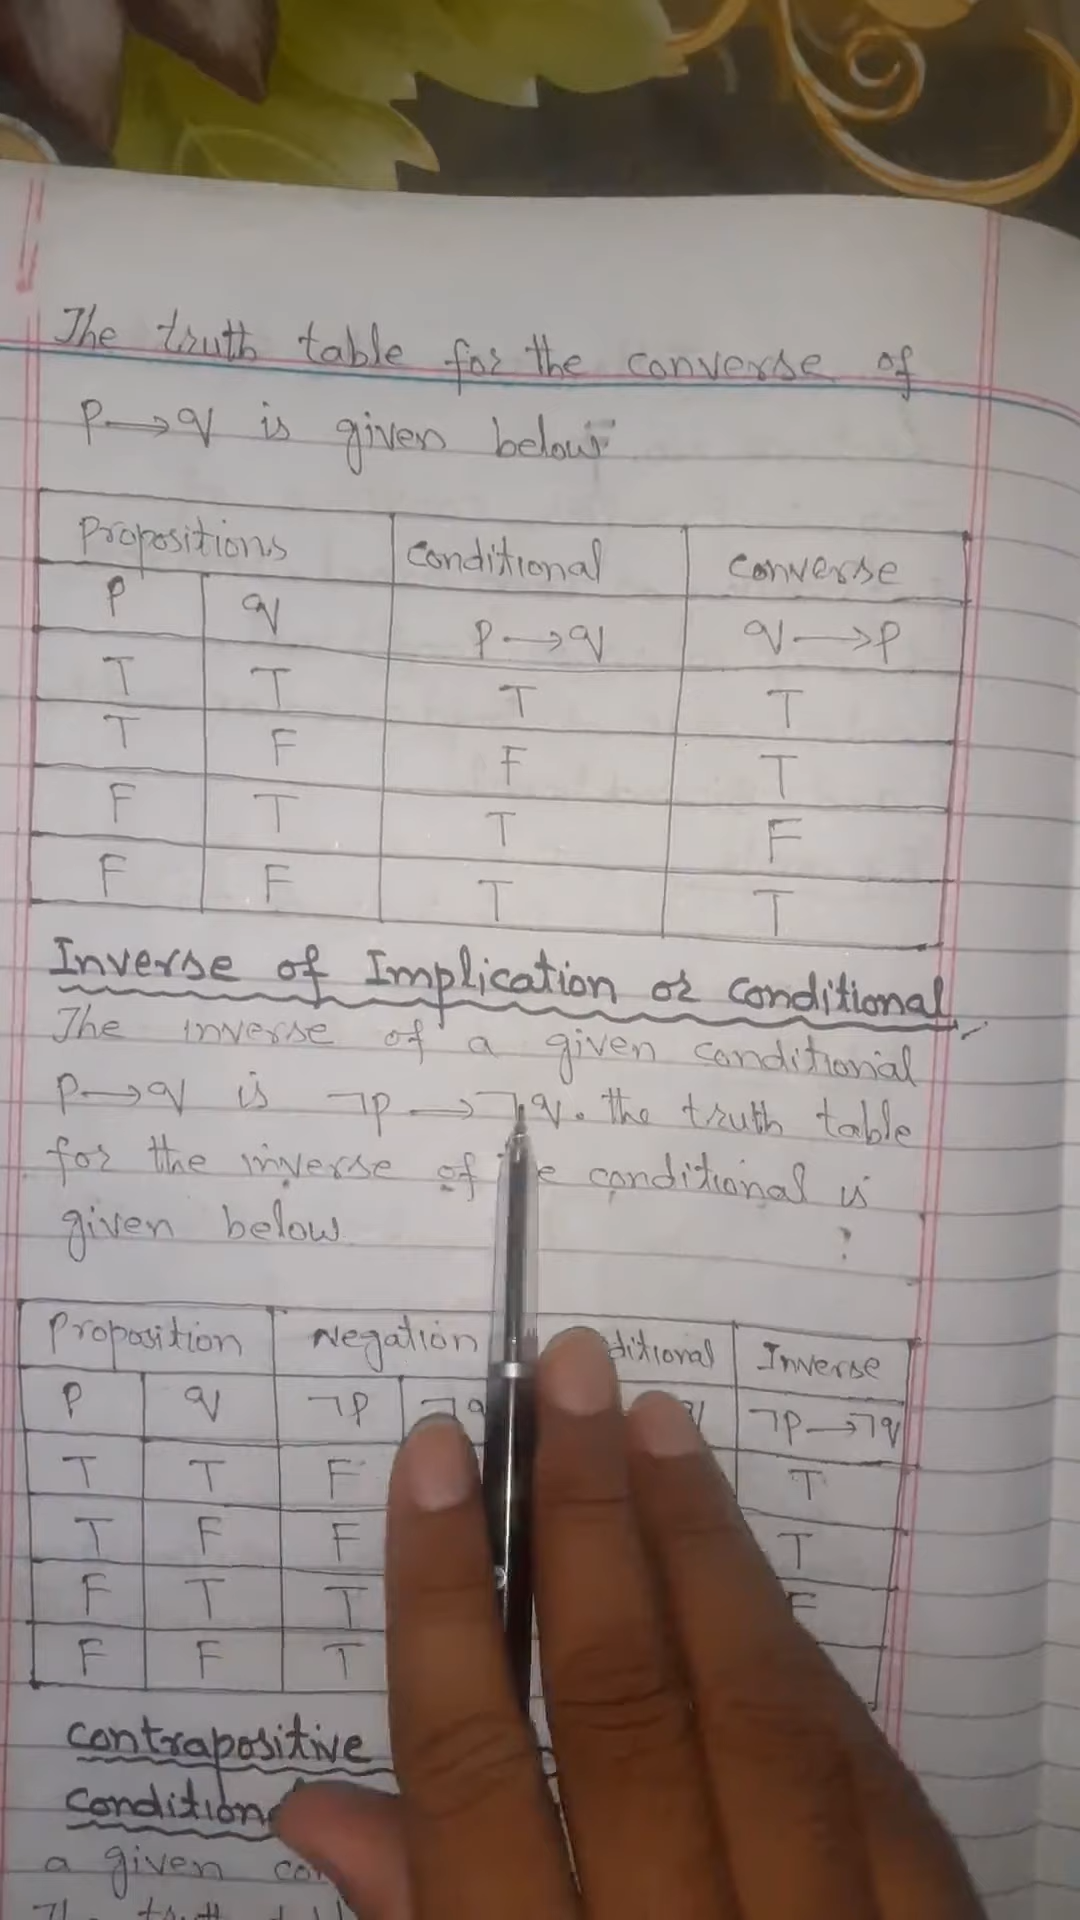 The truth table for the converse of
P→q is given below
Propositions Conditional Converse
P q P→q q→P
T T T T
T F F T
F T T F
F F T T
Inverse of Implication or Conditional
The inverse of a given conditional
P→q is ¬P→¬q. the truth table
for the inverse of conditional is
given below
Proposition Negation Inverse
P q ¬P ¬P→¬q
T T F T
T F F T
F T T F
F F T
Contrapositive
a given